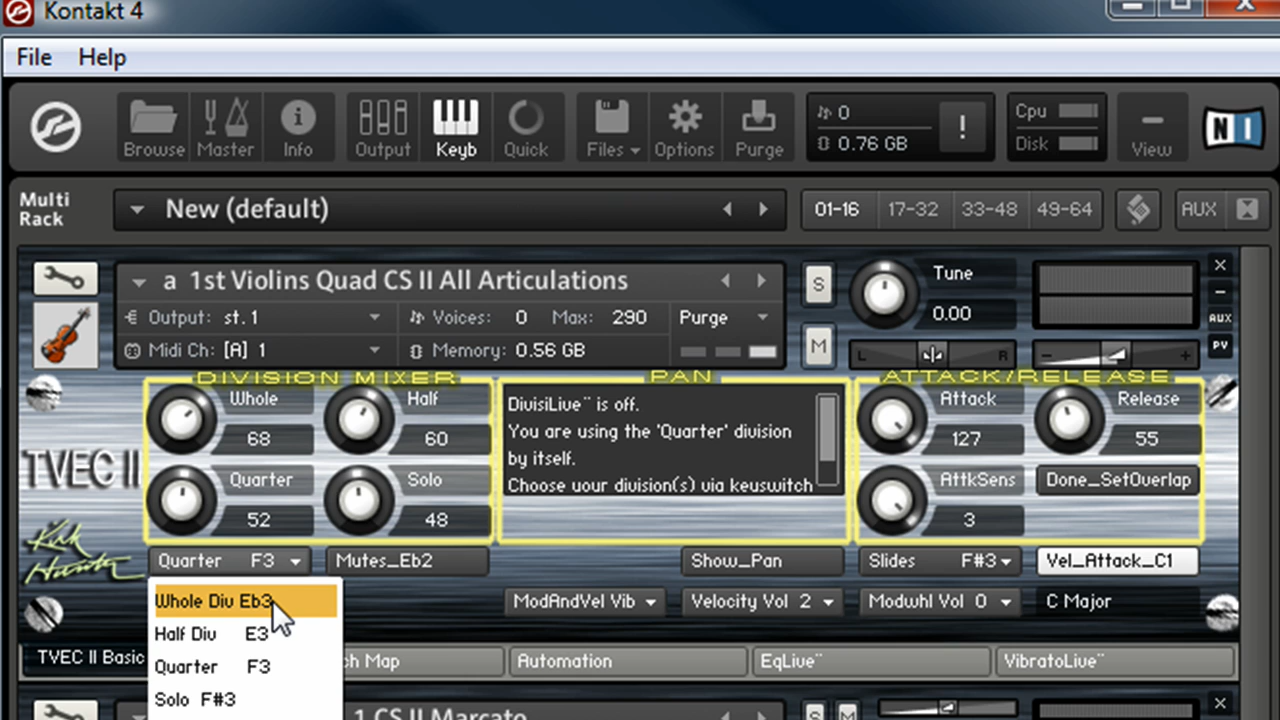 Kontakt 4
File Help
Browse Master Info Output Keyb Quick Files Options Purge
0
0.76 GB
!
Cpu
Disk
View
NI
Multi Rack
New (default)
01-16 17-32 33-48 49-64 AUX
a 1st Violins Quad CS II All Articulations
S
Tune
0.00
Output: st.1 Voices: 0 Max: 290 Purge
Midi Ch: [A] 1 Memory: 0.56 GB
M
L R
- +
AUX
PV
DIVISION MIXER PAN ATTACK/RELEASE
Whole 68
Half 60
Quarter 52
Solo 48
DivisiLive¨ is off.
You are using the 'Quarter' division
by itself.
Choose your division(s) via keyswitch
Attack 127
Release 55
AttkSens 3
Done_SetOverlap
TVEC II
Kirk Hunter
Quarter F3 Mutes_Eb2 Show_Pan Slides F#3 Vel_Attack_C1
Whole Div Eb3
Half Div E3
Quarter F3
Solo F#3
ModAndVel Vib Velocity Vol 2 Modwhl Vol 0 C Major
TVEC II Basic ch Map Automation EqLive¨ VibratoLive¨
1 CS II Marcato
S M